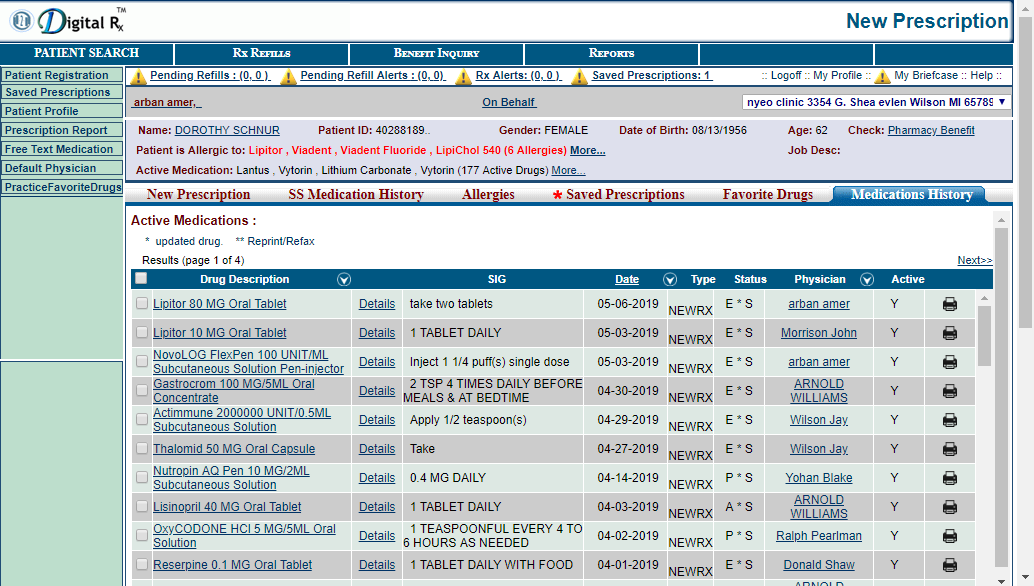 Digital Rx TM
New Prescription
PATIENT SEARCH RX REFILLS BENEFIT INQUIRY REPORTS
Pending Refills : (0, 0 ) Pending Refill Alerts : (0, 0) Rx Alerts: (0, 0 ) Saved Prescriptions: 1 :: Logoff :: My Profile :: My Briefcase :: Help ::
Patient Registration
Saved Prescriptions
Patient Profile
Prescription Report
Free Text Medication
Default Physician
PracticeFavoriteDrugs
arban amer, On Behalf nyeo clinic 3354 G. Shea evlen Wilson MI 65789
Name: DOROTHY SCHNUR Patient ID: 40288189.. Gender: FEMALE Date of Birth: 08/13/1956 Age: 62 Check: Pharmacy Benefit
Patient is Allergic to: Lipitor , Viadent , Viadent Fluoride , LipiChol 540 (6 Allergies) More... Job Desc:
Active Medication: Lantus , Vytorin , Lithium Carbonate , Vytorin (177 Active Drugs) More...
New Prescription SS Medication History Allergies * Saved Prescriptions Favorite Drugs Medications History
Active Medications :
* updated drug. ** Reprint/Refax
Results (page 1 of 4) Next>>
Drug Description SIG Date Type Status Physician Active
Lipitor 80 MG Oral Tablet Details take two tablets 05-06-2019 NEWRX E * S arban amer Y
Lipitor 10 MG Oral Tablet Details 1 TABLET DAILY 05-03-2019 NEWRX E * S Morrison John Y
NovoLOG FlexPen 100 UNIT/ML
Subcutaneous Solution Pen-injector Details Inject 1 1/4 puff(s) single dose 05-03-2019 NEWRX E * S arban amer Y
Gastrocrom 100 MG/5ML Oral
Concentrate Details 2 TSP 4 TIMES DAILY BEFORE
MEALS & AT BEDTIME 04-30-2019 NEWRX E * S ARNOLD
WILLIAMS Y
Actimmune 2000000 UNIT/0.5ML
Subcutaneous Solution Details Apply 1/2 teaspoon(s) 04-29-2019 NEWRX E * S Wilson Jay Y
Thalomid 50 MG Oral Capsule Details Take 04-27-2019 NEWRX E * S Wilson Jay Y
Nutropin AQ Pen 10 MG/2ML
Subcutaneous Solution Details 0.4 MG DAILY 04-14-2019 NEWRX P * S Yohan Blake Y
Lisinopril 40 MG Oral Tablet Details 1 TABLET DAILY 04-03-2019 NEWRX A * S ARNOLD
WILLIAMS Y
OxyCODONE HCl 5 MG/5ML Oral
Solution Details 1 TEASPOONFUL EVERY 4 TO
6 HOURS AS NEEDED 04-02-2019 NEWRX P * S Ralph Pearlman Y
Reserpine 0.1 MG Oral Tablet Details 1 TABLET DAILY WITH FOOD 04-01-2019 NEWRX E * S Donald Shaw Y